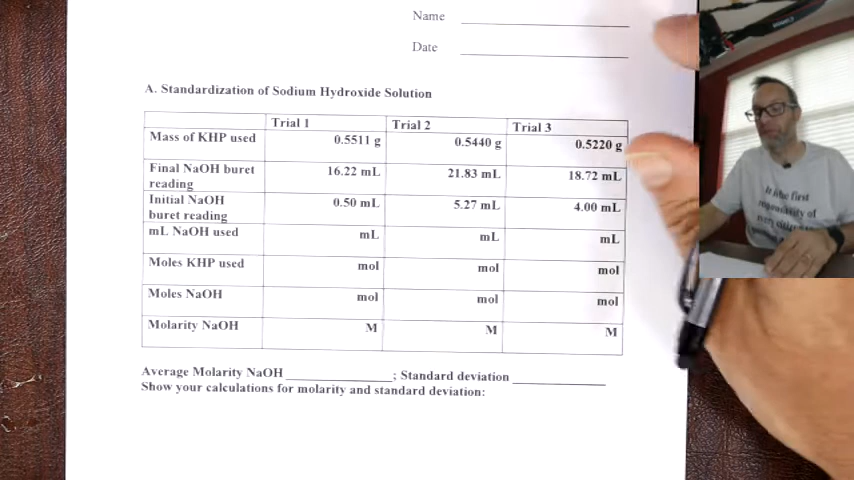 Name
Date
A. Standardization of Sodium Hydroxide Solution
Trial 1 Trial 2 Trial 3
Mass of KHP used 0.5511 g 0.5440 g 0.5220 g
Final NaOH buret reading 16.22 mL 21.83 mL 18.72 mL
Initial NaOH buret reading 0.50 mL 5.27 mL 4.00 mL
mL NaOH used mL mL mL
Moles KHP used mol mol mol
Moles NaOH mol mol mol
Molarity NaOH M M M
Average Molarity NaOH ; Standard deviation
Show your calculations for molarity and standard deviation:
first
of